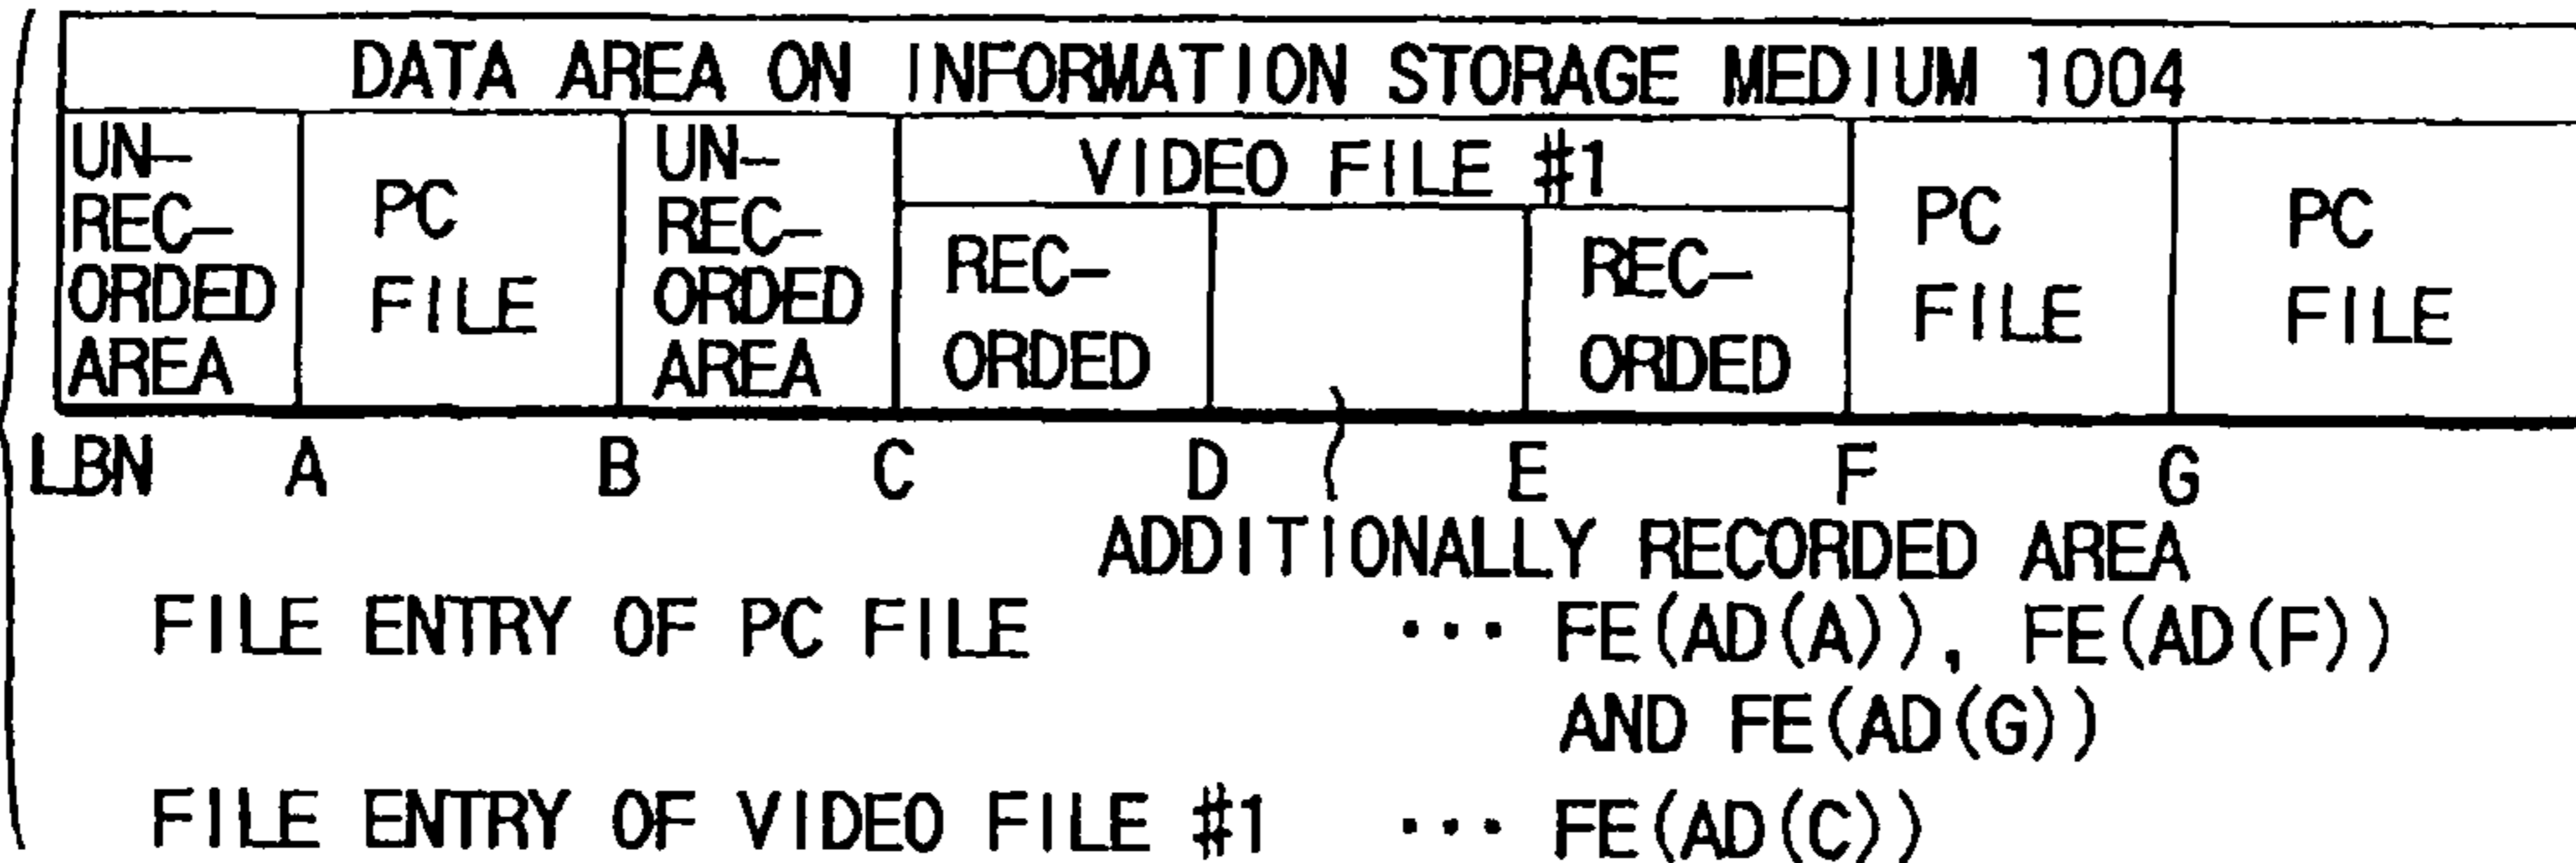 DATA AREA ON INFORMATION STORAGE MEDIUM 1004
UN-
REC-
ORDED
AREA
PC
FILE
UN-
REC-
ORDED
AREA
VIDEO FILE #1
REC-
ORDED
REC-
ORDED
PC
FILE
PC
FILE
LBN A B C D E F G
ADDITIONALLY RECORDED AREA
FILE ENTRY OF PC FILE ... FE(AD(A)), FE(AD(F))
AND FE(AD(G))
FILE ENTRY OF VIDEO FILE #1 ... FE(AD(C))